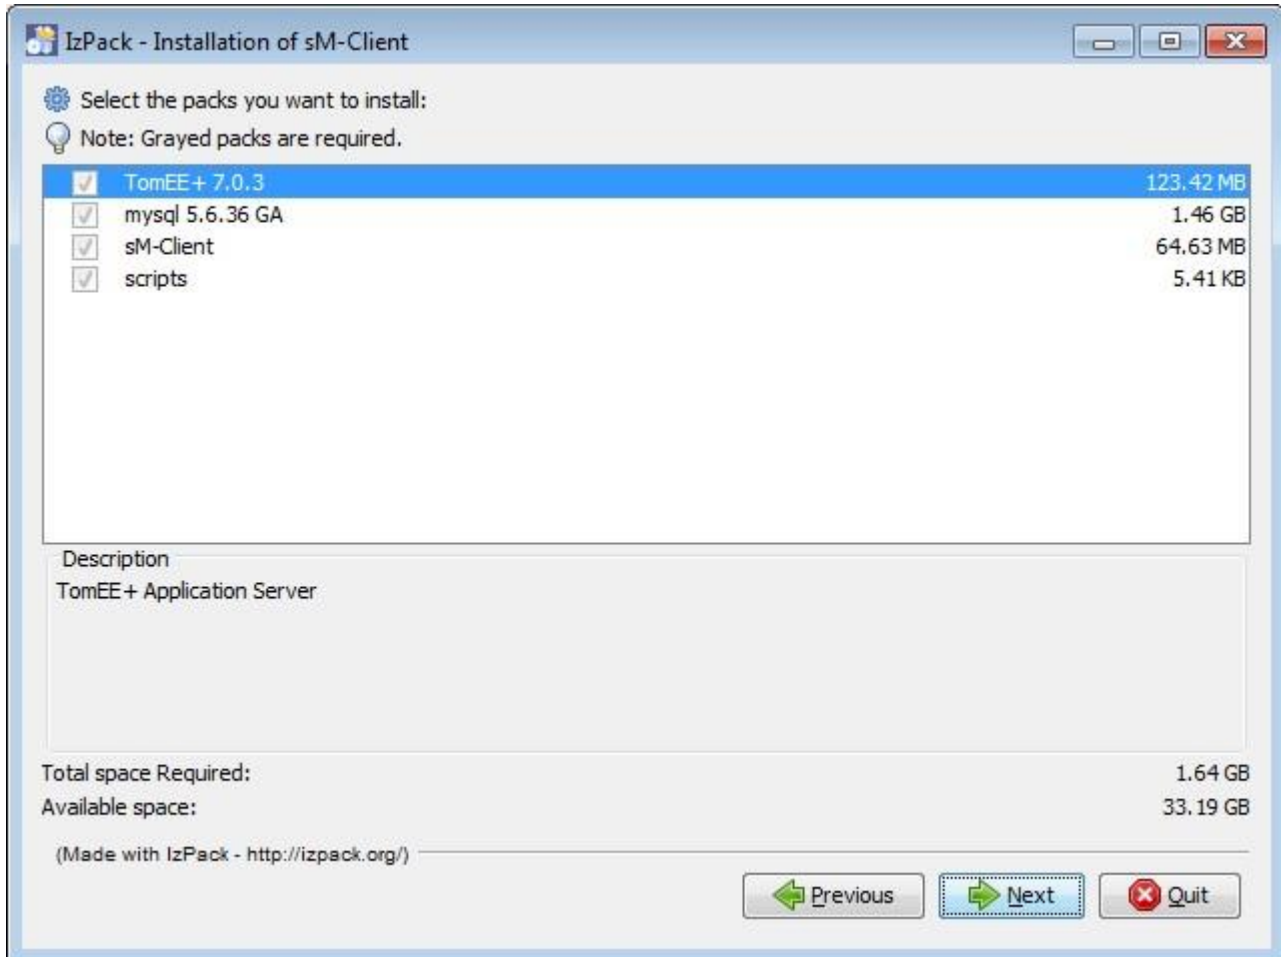 IzPack - Installation of sM-Client
Select the packs you want to install:
Note: Grayed packs are required.
TomEE+ 7.0.3 123.42 MB
mysql 5.6.36 GA 1.46 GB
sM-Client 64.63 MB
scripts 5.41 KB
Description
TomEE+ Application Server
Total space Required: 1.64 GB
Available space: 33.19 GB
(Made with IzPack - http://izpack.org/)
Previous Next Quit